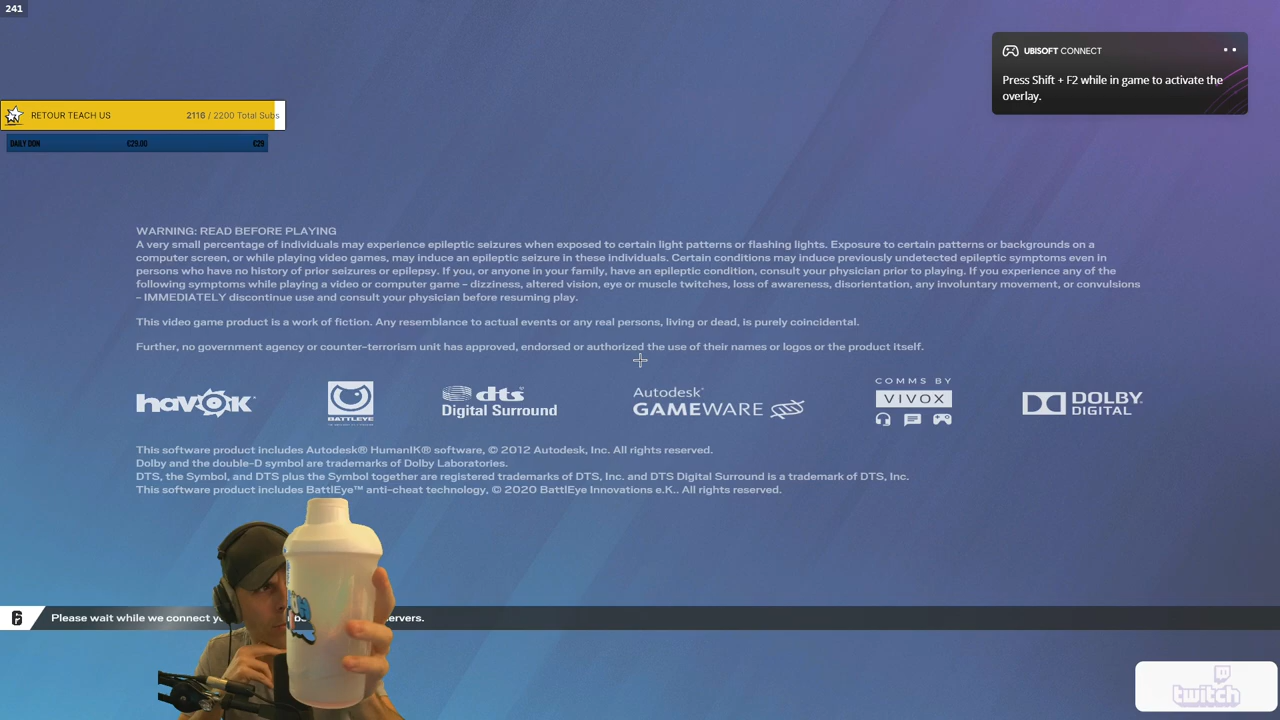 241
UBISOFT CONNECT
Press Shift + F2 while in game to activate the
overlay.
RETOUR TEACH US 2116 / 2200 Total Subs
DAILY DON €29.00 €29
WARNING: READ BEFORE PLAYING
A very small percentage of individuals may experience epileptic seizures when exposed to certain light patterns or flashing lights. Exposure to certain patterns or backgrounds on a
computer screen, or while playing video games, may induce an epileptic seizure in these individuals. Certain conditions may induce previously undetected epileptic symptoms even in
persons who have no history of prior seizures or epilepsy. If you, or anyone in your family, have an epileptic condition, consult your physician prior to playing. If you experience any of the
following symptoms while playing a video or computer game – dizziness, altered vision, eye or muscle twitches, loss of awareness, disorientation, any involuntary movement, or convulsions
– IMMEDIATELY discontinue use and consult your physician before resuming play.
This video game product is a work of fiction. Any resemblance to actual events or any real persons, living or dead, is purely coincidental.
Further, no government agency or counter-terrorism unit has approved, endorsed or authorized the use of their names or logos or the product itself.
havok
BATTLEYE
dts
Digital Surround
Autodesk®
GAMEWARE
COMMS BY
VIVOX
DOLBY
DIGITAL
This software product includes Autodesk® HumanIK® software, © 2012 Autodesk, Inc. All rights reserved.
Dolby and the double-D symbol are trademarks of Dolby Laboratories.
DTS, the Symbol, and DTS plus the Symbol together are registered trademarks of DTS, Inc. and DTS Digital Surround is a trademark of DTS, Inc.
This software product includes BattlEye™ anti-cheat technology, © 2020 BattlEye Innovations e.K.. All rights reserved.
6 Please wait while we connect ervers.
twitch